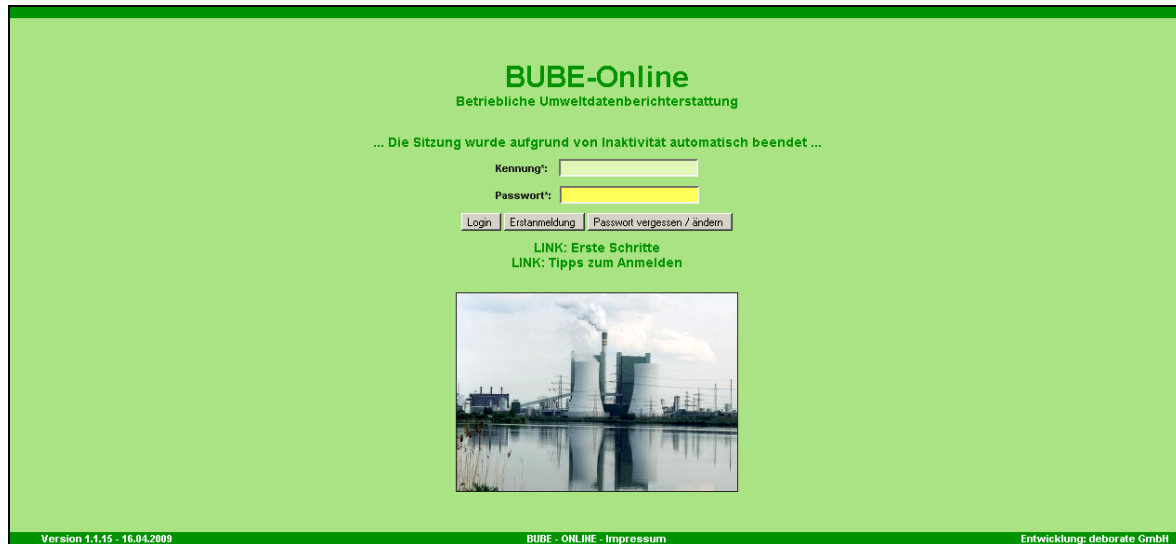 BUBE-Online
Betriebliche Umweltdatenberichterstattung
... Die Sitzung wurde aufgrund von Inaktivität automatisch beendet ...
Kennung*:
Passwort*:
Login Erstanmeldung Passwort vergessen / ändern
LINK: Erste Schritte
LINK: Tipps zum Anmelden
Version 1.1.15 - 16.04.2009 BUBE - ONLINE - Impressum Entwicklung: deborate GmbH